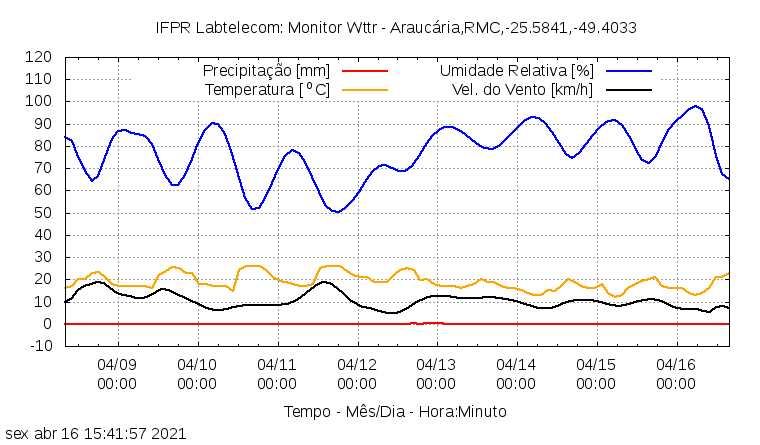 IFPR Labtelecom: Monitor Wttr - Araucária,RMC,-25.5841,-49.4033
Precipitação [mm] Umidade Relativa [%]
Temperatura [⁰C] Vel. do Vento [km/h]
120
110
100
90
80
70
60
50
40
30
20
10
0
-10
04/09 04/10 04/11 04/12 04/13 04/14 04/15 04/16
00:00 00:00 00:00 00:00 00:00 00:00 00:00 00:00
Tempo - Mês/Dia - Hora:Minuto
sex abr 16 15:41:57 2021